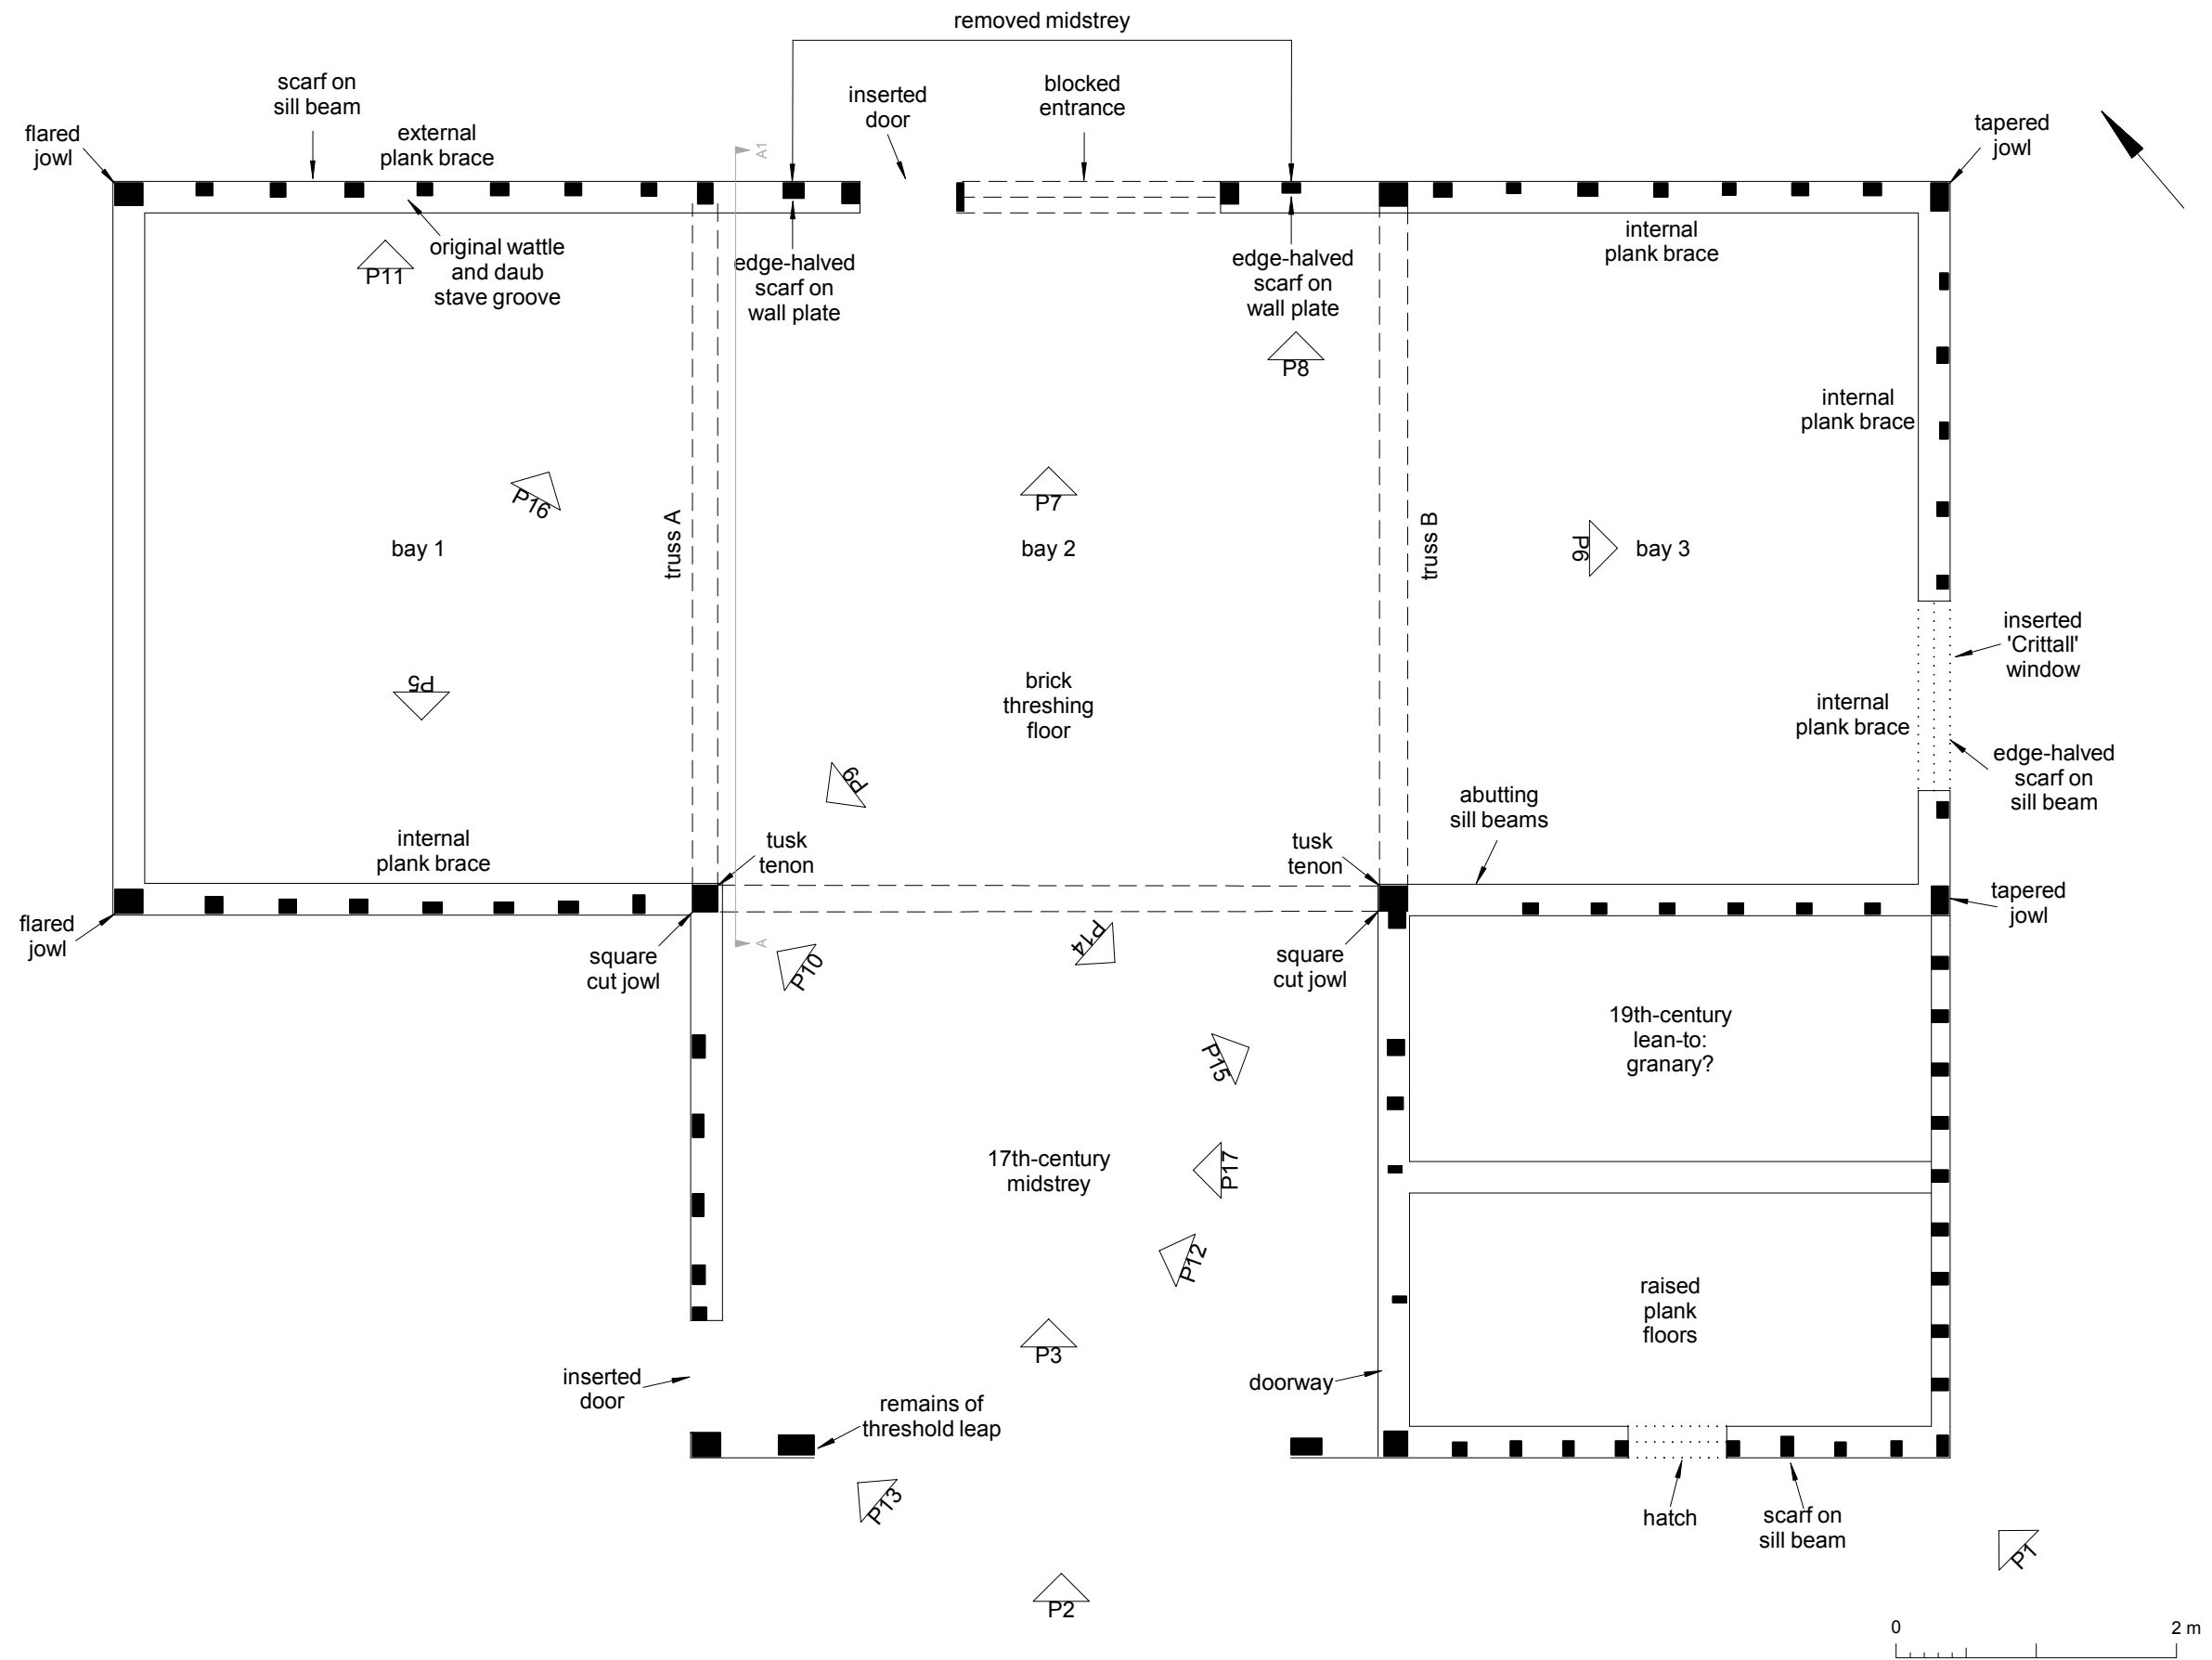 removed midstrey
scarf on
sill beam
blocked
entrance
inserted
door
flared
jowl
external
plank brace
tapered
jowl
A1
original wattle
and daub
stave groove
P11
edge-halved
scarf on
wall plate
edge-halved
scarf on
wall plate
P8
internal
plank brace
internal
plank brace
P16
P7
truss A
truss B
bay 1
bay 2
P6
bay 3
inserted
'Crittall'
window
P5
brick
threshing
floor
internal
plank brace
edge-halved
scarf on
sill beam
P9
abutting
sill beams
internal
plank brace
tusk
tenon
tusk
tenon
flared
jowl
tapered
jowl
A
square
cut jowl
P10
P14
square
cut jowl
19th-century
lean-to:
granary?
P15
17th-century
midstrey
P17
P12
raised
plank
floors
P3
inserted
door
doorway
remains of
threshold leap
P13
hatch
scarf on
sill beam
P1
P2
0 2 m